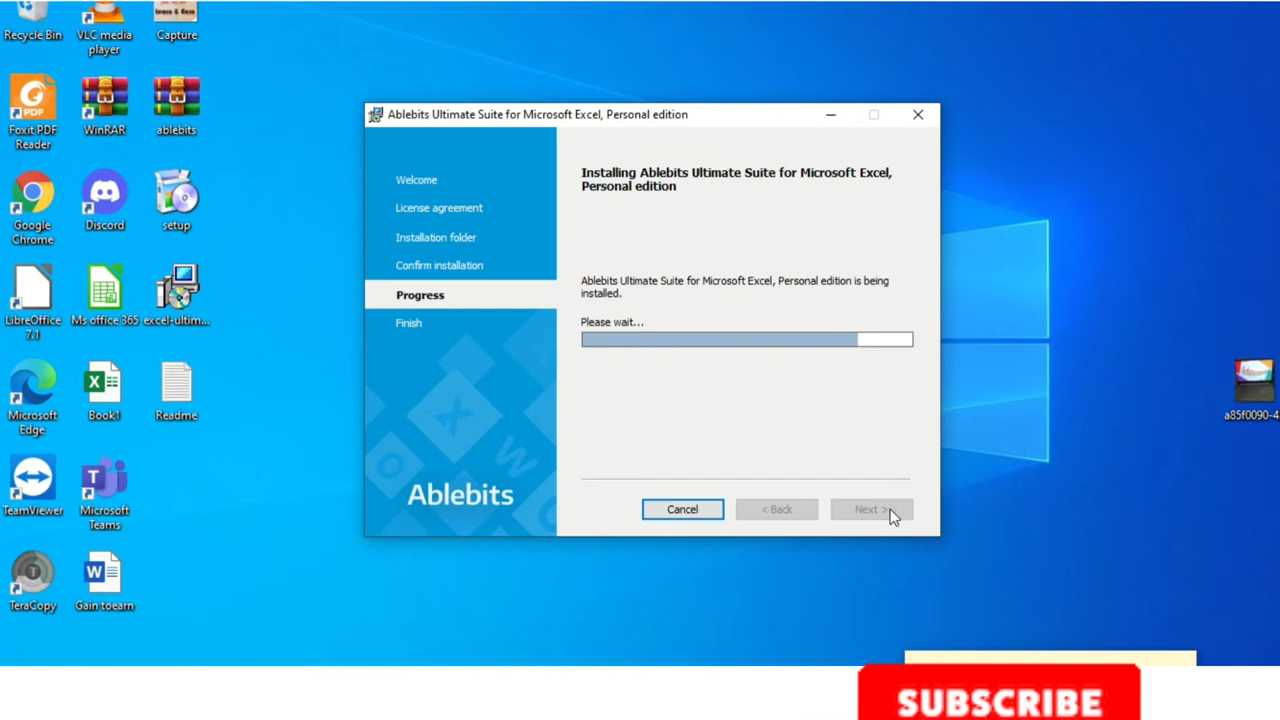 Recycle Bin
VLC media
player
Capture
Foxit PDF
Reader
WinRAR
ablebits
Google
Chrome
Discord
setup
LibreOffice
7.1
Ms office 365
excel-ultim...
Microsoft
Edge
Book1
Readme
TeamViewer
Microsoft
Teams
TeraCopy
Gain toearn
Ablebits Ultimate Suite for Microsoft Excel, Personal edition
Welcome
License agreement
Installation folder
Confirm installation
Progress
Finish
Ablebits
Installing Ablebits Ultimate Suite for Microsoft Excel,
Personal edition
Ablebits Ultimate Suite for Microsoft Excel, Personal edition is being
installed.
Please wait...
Cancel
< Back
Next >
a85f0090-4
SUBSCRIBE